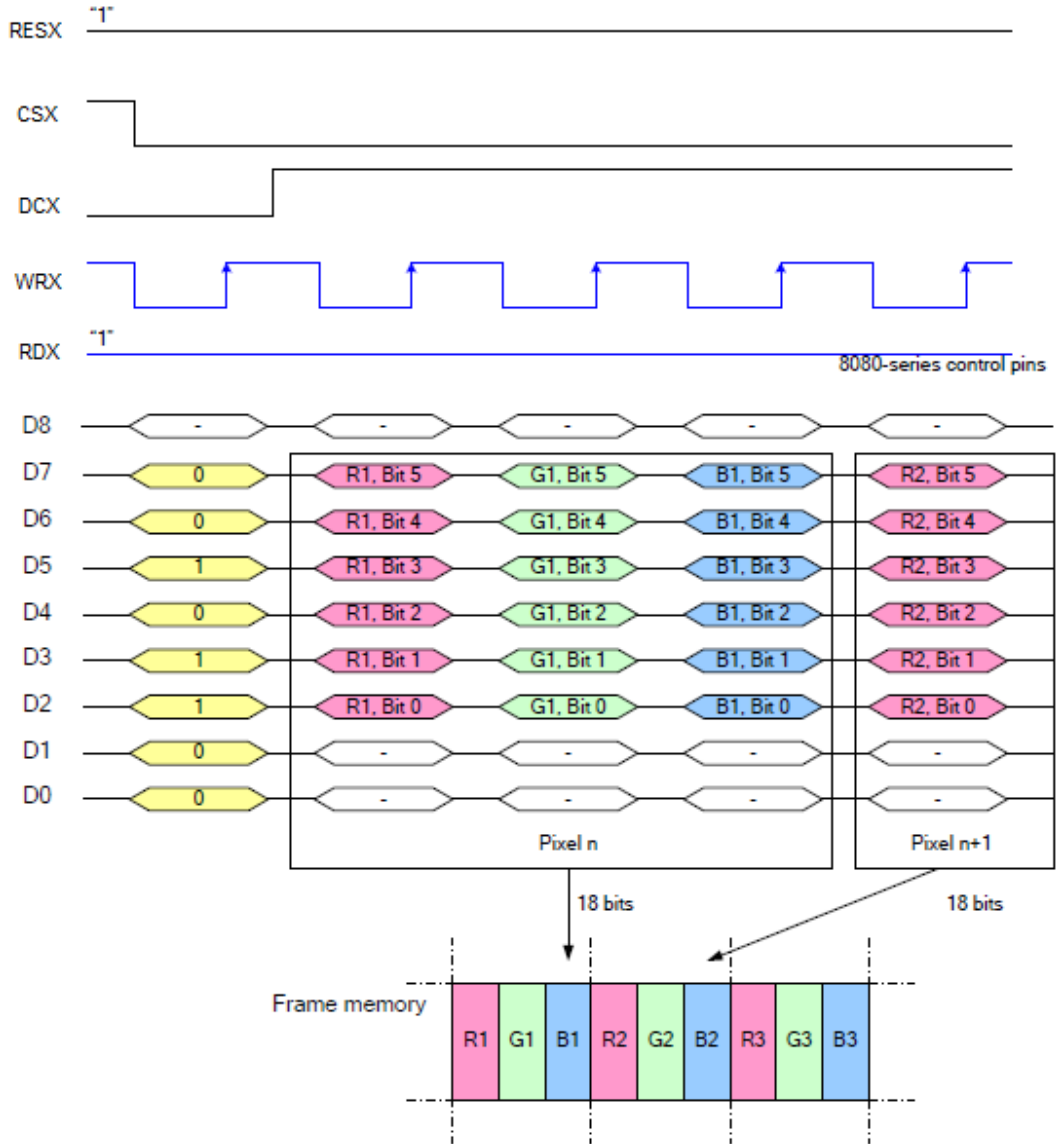 RESX “1”
CSX
DCX
WRX
RDX “1”
8080-series control pins
D8 - - - - -
D7 0 R1, Bit 5 G1, Bit 5 B1, Bit 5 R2, Bit 5
D6 0 R1, Bit 4 G1, Bit 4 B1, Bit 4 R2, Bit 4
D5 1 R1, Bit 3 G1, Bit 3 B1, Bit 3 R2, Bit 3
D4 0 R1, Bit 2 G1, Bit 2 B1, Bit 2 R2, Bit 2
D3 1 R1, Bit 1 G1, Bit 1 B1, Bit 1 R2, Bit 1
D2 1 R1, Bit 0 G1, Bit 0 B1, Bit 0 R2, Bit 0
D1 0 - - - -
D0 0 - - - -
Pixel n Pixel n+1
18 bits 18 bits
Frame memory
R1 G1 B1 R2 G2 B2 R3 G3 B3